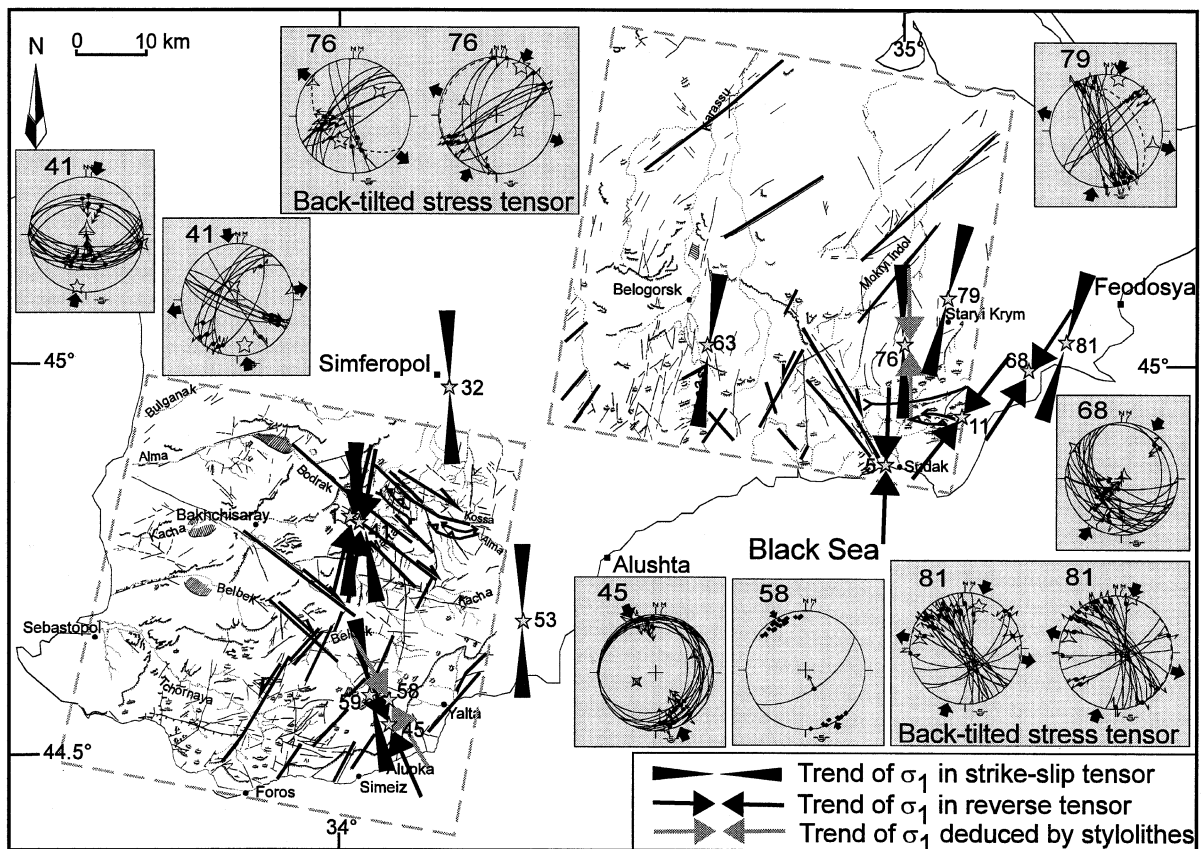 N
0 10 km
76 76
Back-tilted stress tensor
35°
79
41
41
Karassu
Mokryi Indol
Belogorsk
79
Staryi Krym
Feodosya
63
76
68
81
45°
45°
Simferopol
32
Bulganak
Alma
Bodrak
Kossa
Alma
11
68
5
Sudak
Bakhchisaray
Kacha
1
41
Kacha
Black Sea
Alushta
Belbek
Belbek
53
45
58
81 81
Back-tilted stress tensor
Sebastopol
Tchornaya
58
59
45
Yalta
44.5°
Alupka
Simeiz
Foros
34°
Trend of σ1 in strike-slip tensor
Trend of σ1 in reverse tensor
Trend of σ1 deduced by stylolithes